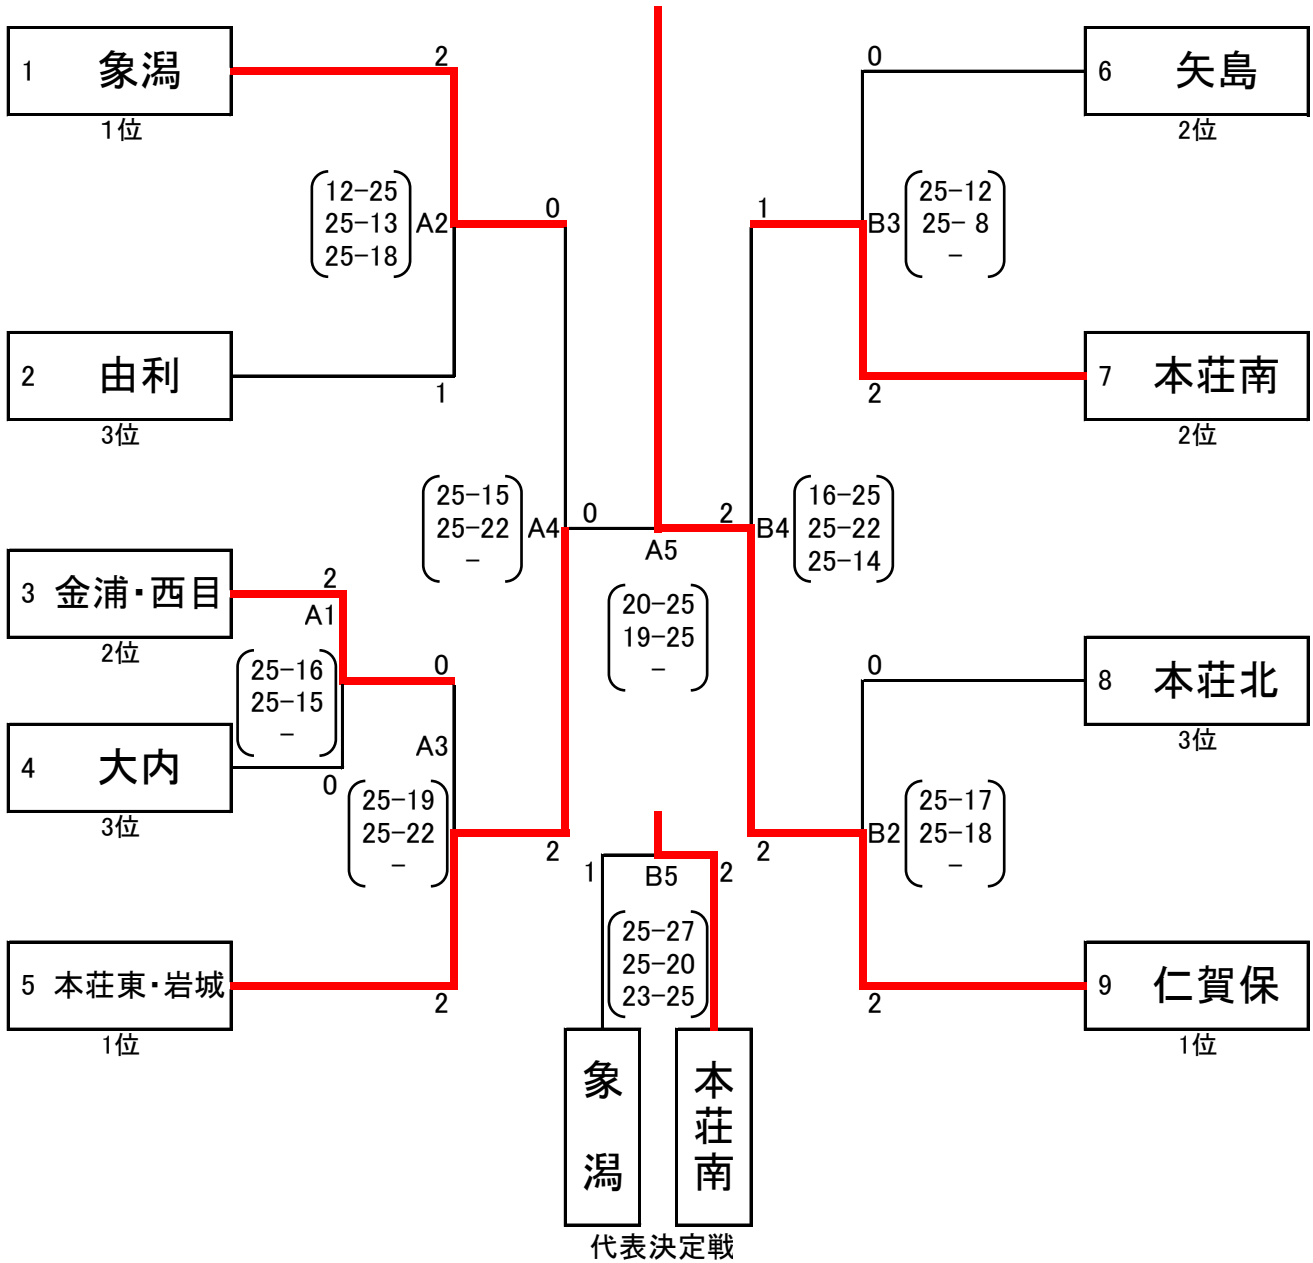 1 象潟
1位
2
12-25
25-13
25-18
A2
0
2 由利
3位
1
3 金浦・西目
2位
2
A1
25-16
25-15
-
0
4 大内
3位
0
A3
25-19
25-22
-
5 本荘東・岩城
1位
2
2
25-15
25-22
-
A4
0
A5
2
20-25
19-25
-
0
6 矢島
2位
1
B3
25-12
25- 8
-
2
7 本荘南
2位
B4
16-25
25-22
25-14
0
8 本荘北
3位
2
B2
25-17
25-18
-
2
9 仁賀保
1位
1
B5
2
25-27
25-20
23-25
象潟
本荘南
代表決定戦